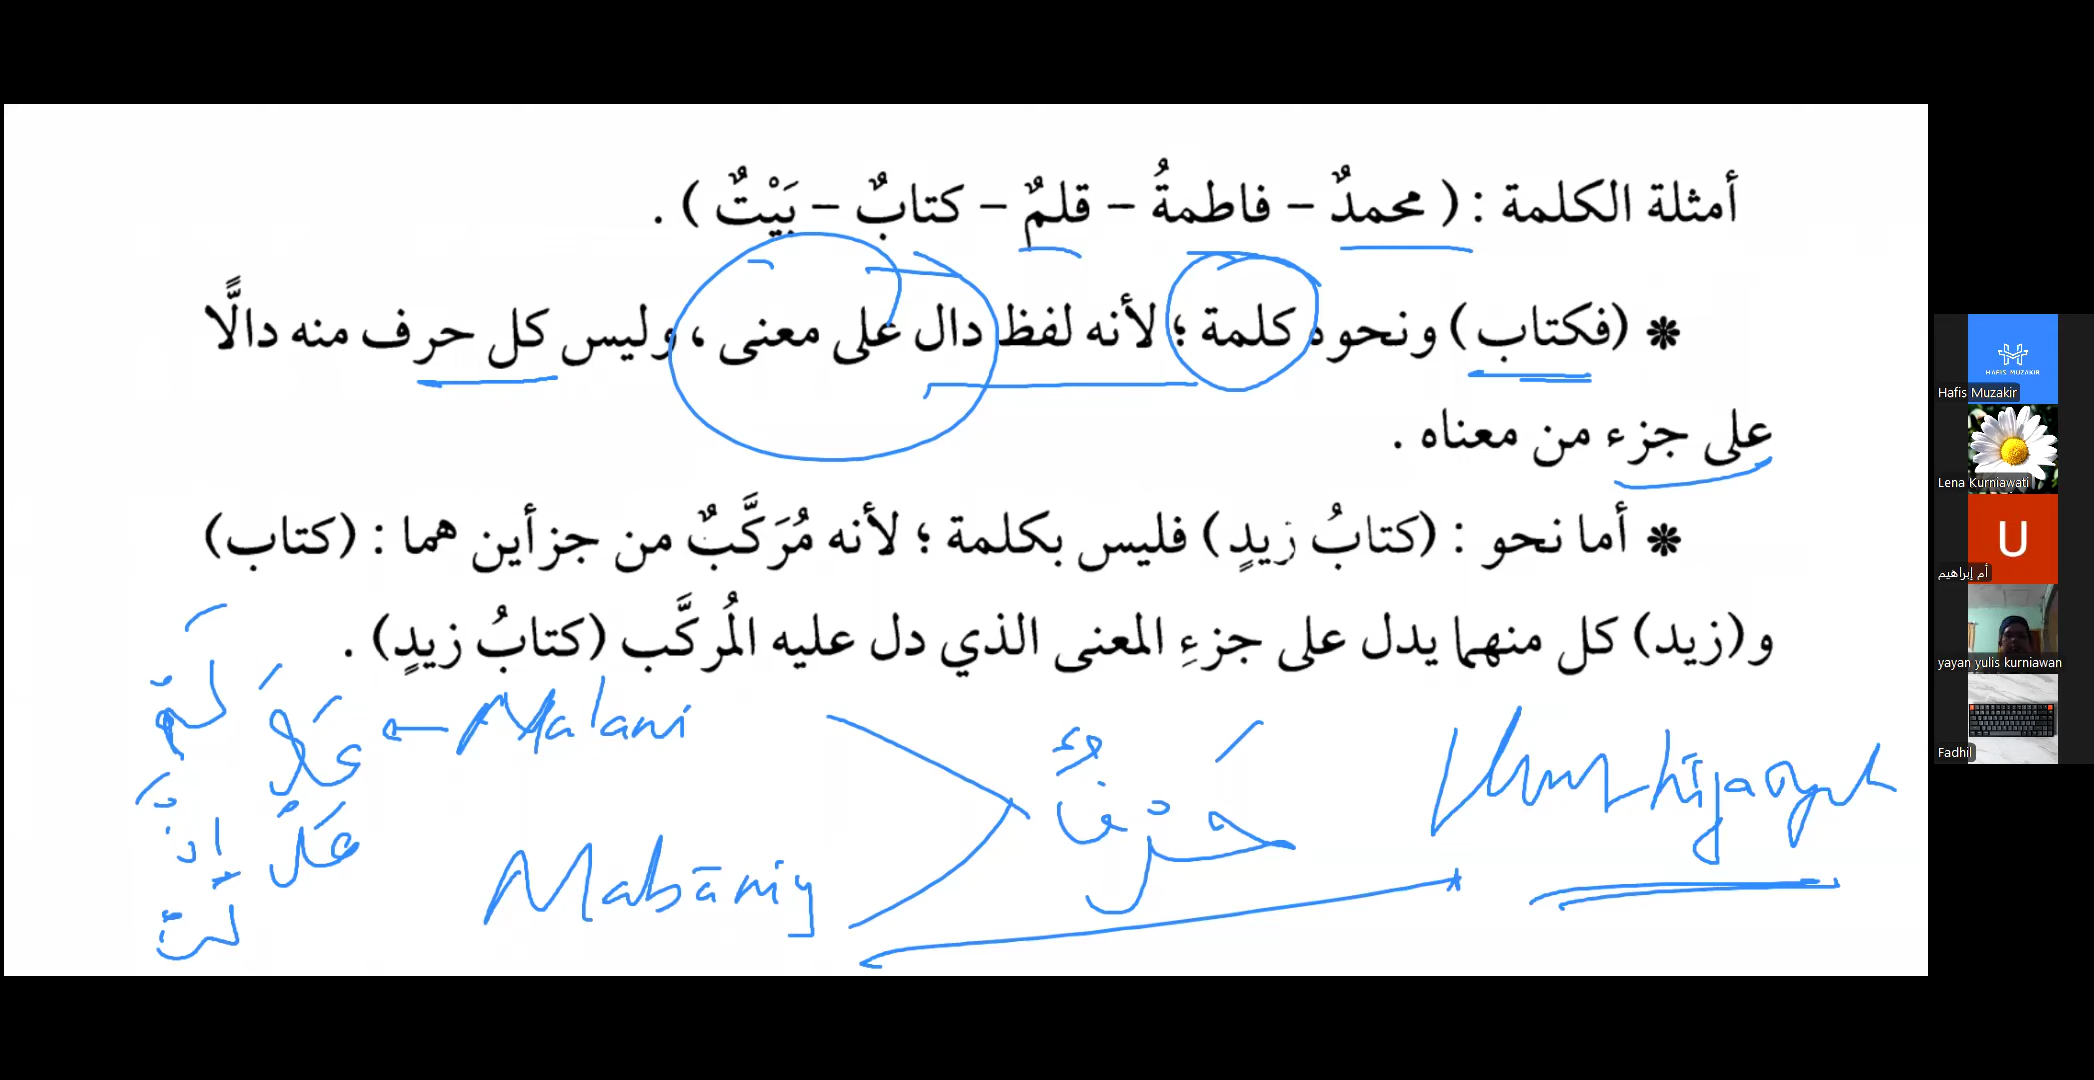 أمثلة الكلمة : ( محمدٌ – فاطمةُ – قلمٌ – كتابٌ – بَيْتٌ ) .
❋ (فكتاب) ونحوه كلمة ؛ لأنه لفظ دال على معنى ، وليس كل حرف منه دالًّا
على جزء من معناه .
❋ أما نحو : (كتابُ زيدٍ) فليس بكلمة ؛ لأنه مُرَكَّبٌ من جزأين هما : (كتاب)
و(زيد) كل منهما يدل على جزءِ المعنى الذي دل عليه المُركَّب (كتابُ زيدٍ) .
Mabāniy
HAFIS MUZAKIR
Hafis Muzakir
Lena Kurniawati
U
أم إبراهيم
yayan yulis kurniawan
Fadhil